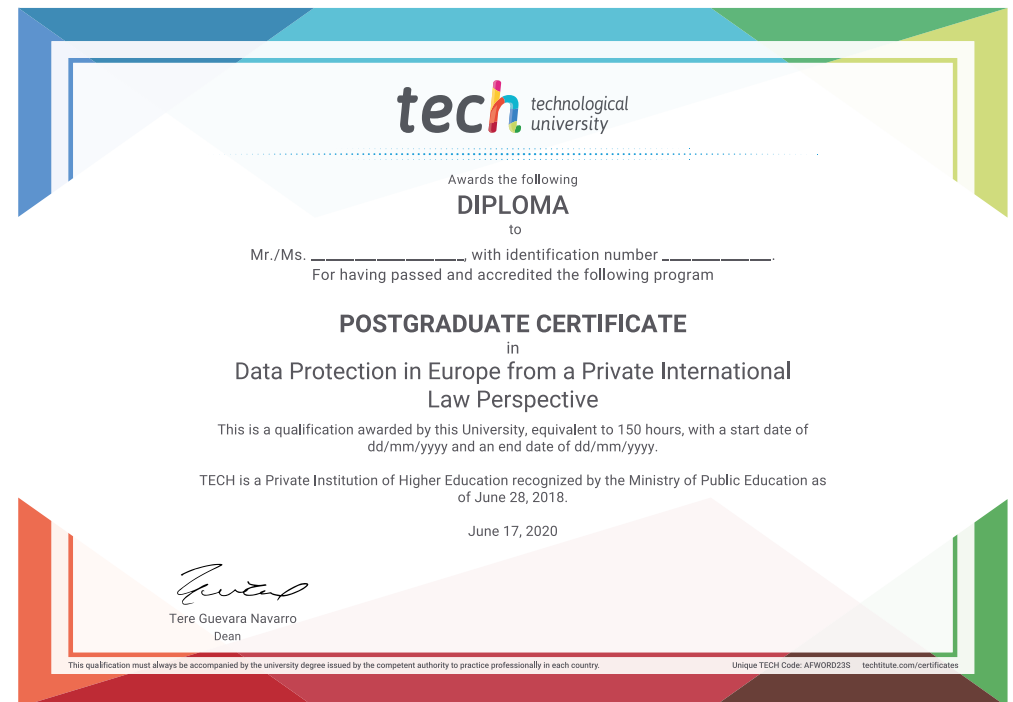 tech technological
university
Awards the following
DIPLOMA
to
Mr./Ms. __________________, with identification number _____________.
For having passed and accredited the following program
POSTGRADUATE CERTIFICATE
in
Data Protection in Europe from a Private International
Law Perspective
This is a qualification awarded by this University, equivalent to 150 hours, with a start date of
dd/mm/yyyy and an end date of dd/mm/yyyy.
TECH is a Private Institution of Higher Education recognized by the Ministry of Public Education as
of June 28, 2018.
June 17, 2020
Tere Guevara Navarro
Dean
This qualification must always be accompanied by the university degree issued by the competent authority to practice professionally in each country.
Unique TECH Code: AFWORD23S techtitute.com/certificates